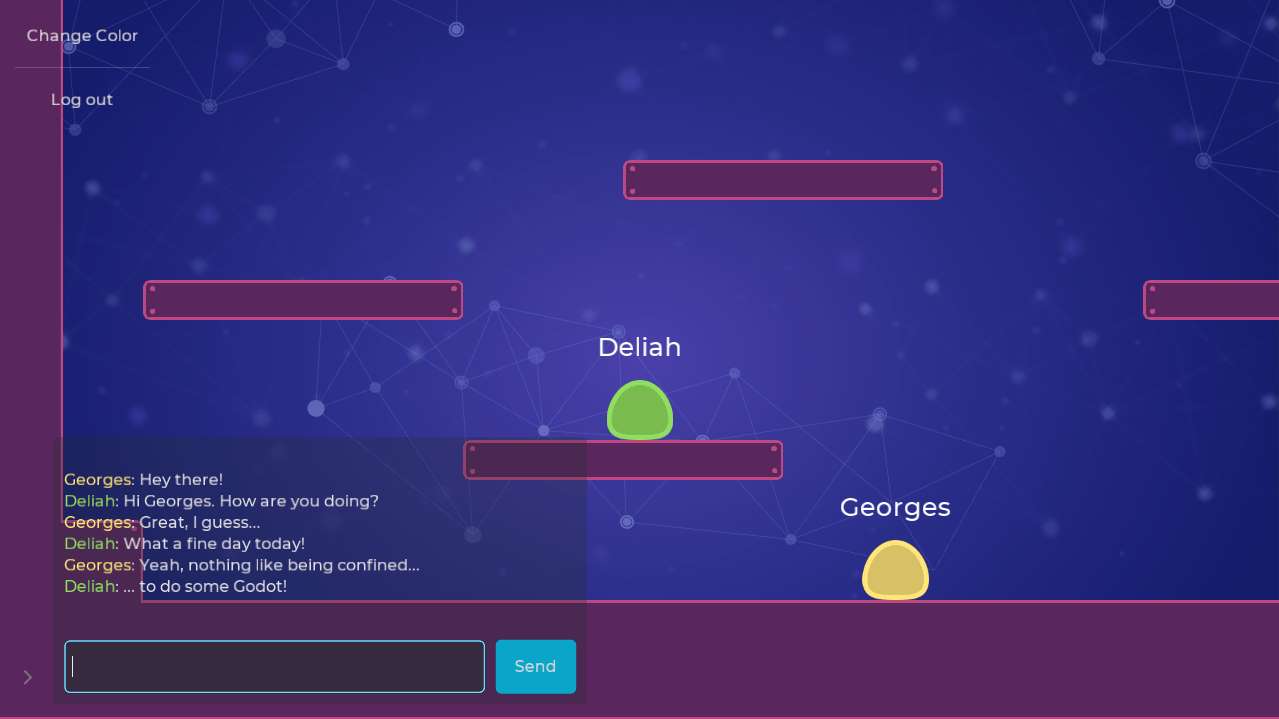 Change Color
Log out
Deliah
Georges
Georges: Hey there!
Deliah: Hi Georges. How are you doing?
Georges: Great, I guess...
Deliah: What a fine day today!
Georges: Yeah, nothing like being confined...
Deliah: ... to do some Godot!
Send